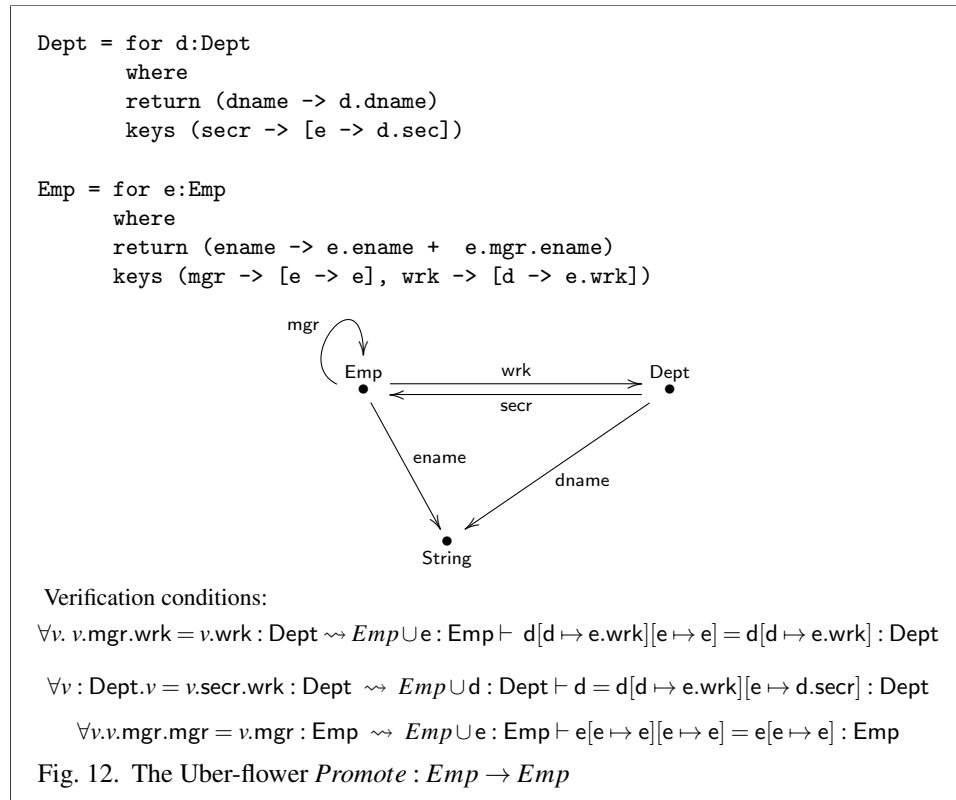 Dept = for d:Dept
where
return (dname -> d.dname)
keys (secr -> [e -> d.sec])
Emp = for e:Emp
where
return (ename -> e.ename + e.mgr.ename)
keys (mgr -> [e -> e], wrk -> [d -> e.wrk])
mgr
Emp
wrk
Dept
secr
ename
dname
String
Verification conditions:
∀v. v.mgr.wrk = v.wrk : Dept ⇝ Emp ∪ e : Emp ⊢ d[d ↦ e.wrk][e ↦ e] = d[d ↦ e.wrk] : Dept
∀v : Dept.v = v.secr.wrk : Dept ⇝ Emp ∪ d : Dept ⊢ d = d[d ↦ e.wrk][e ↦ d.secr] : Dept
∀v.v.mgr.mgr = v.mgr : Emp ⇝ Emp ∪ e : Emp ⊢ e[e ↦ e][e ↦ e] = e[e ↦ e] : Emp
Fig. 12. The Uber-flower Promote : Emp → Emp